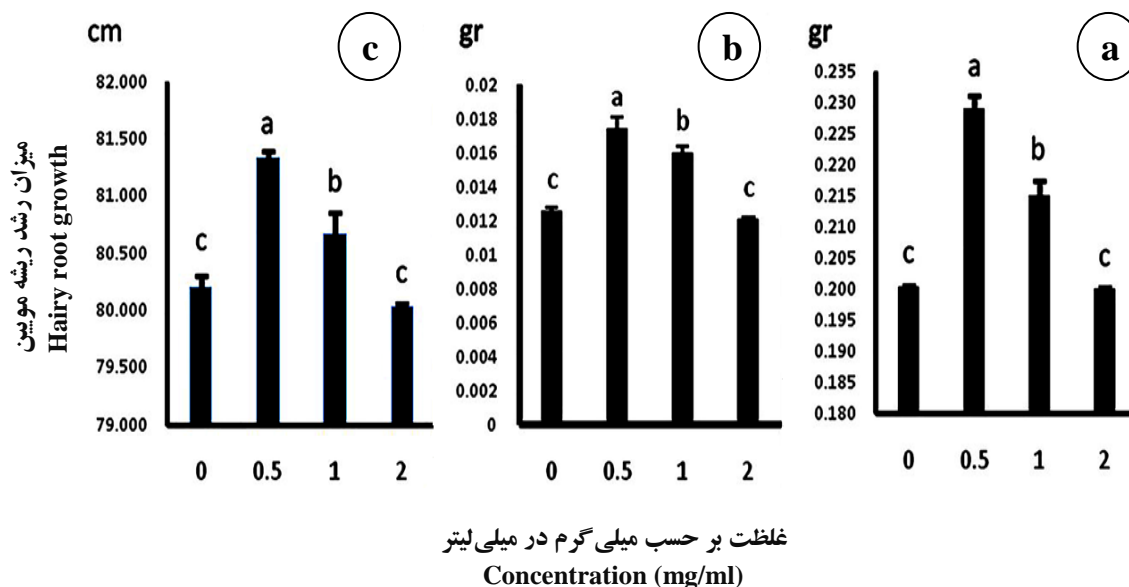 cm
c
82.000
81.500
81.000
80.500
80.000
79.500
79.000
a
b
c
c
0 0.5 1 2
gr
b
0.02
0.018
0.016
0.014
0.012
0.01
0.008
0.006
0.004
0.002
0
a
b
c
c
0 0.5 1 2
gr
a
0.235
0.230
0.225
0.220
0.215
0.210
0.205
0.200
0.195
0.190
0.185
0.180
a
b
c
c
0 0.5 1 2
میزان رشد ریشه مویین
Hairy root growth
غلظت بر حسب میلی‌گرم در میلی‌لیتر
Concentration (mg/ml)